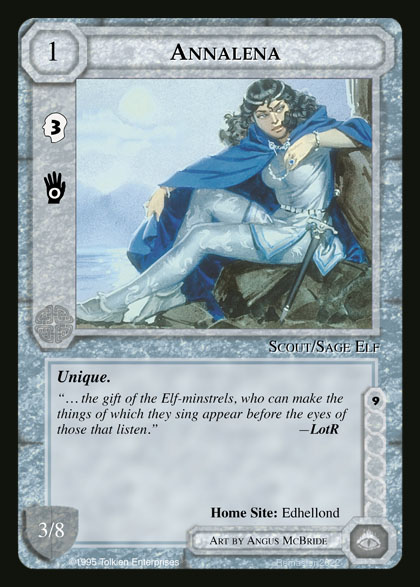 1
ANNALENA
3
0
SCOUT/SAGE ELF
Unique.
“… the gift of the Elf-minstrels, who can make the
things of which they sing appear before the eyes of
those that listen.” —LotR
9
Home Site: Edhellond
3/8
ART BY ANGUS MCBRIDE
©1995 Tolkien Enterprises